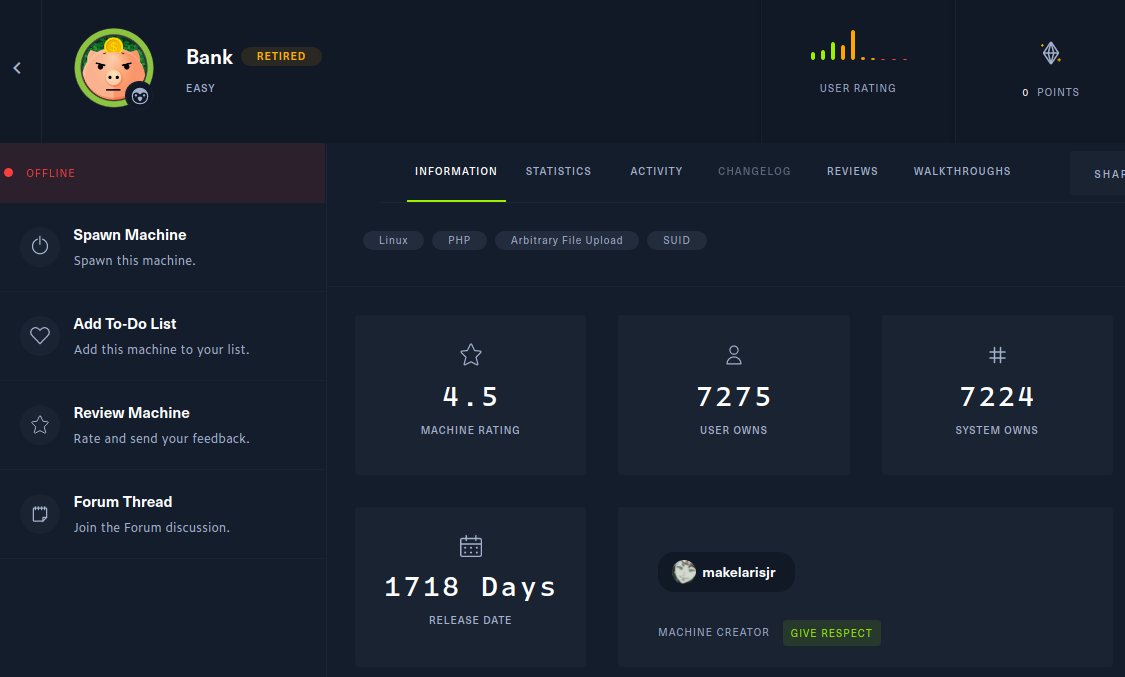 Bank RETIRED
EASY
USER RATING
0 POINTS
OFFLINE
INFORMATION STATISTICS ACTIVITY CHANGELOG REVIEWS WALKTHROUGHS SHAR
Spawn Machine
Spawn this machine.
Linux PHP Arbitrary File Upload SUID
Add To-Do List
Add this machine to your list.
Review Machine
Rate and send your feedback.
Forum Thread
Join the Forum discussion.
4.5
MACHINE RATING
7275
USER OWNS
7224
SYSTEM OWNS
1718 Days
RELEASE DATE
makelarisjr
MACHINE CREATOR GIVE RESPECT